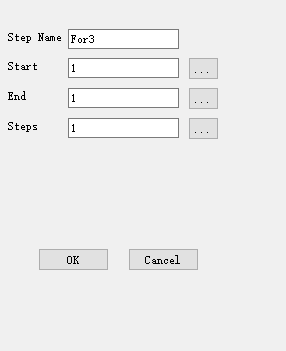 Step Name For3
Start 1 ...
End 1 ...
Steps 1 ...
OK Cancel